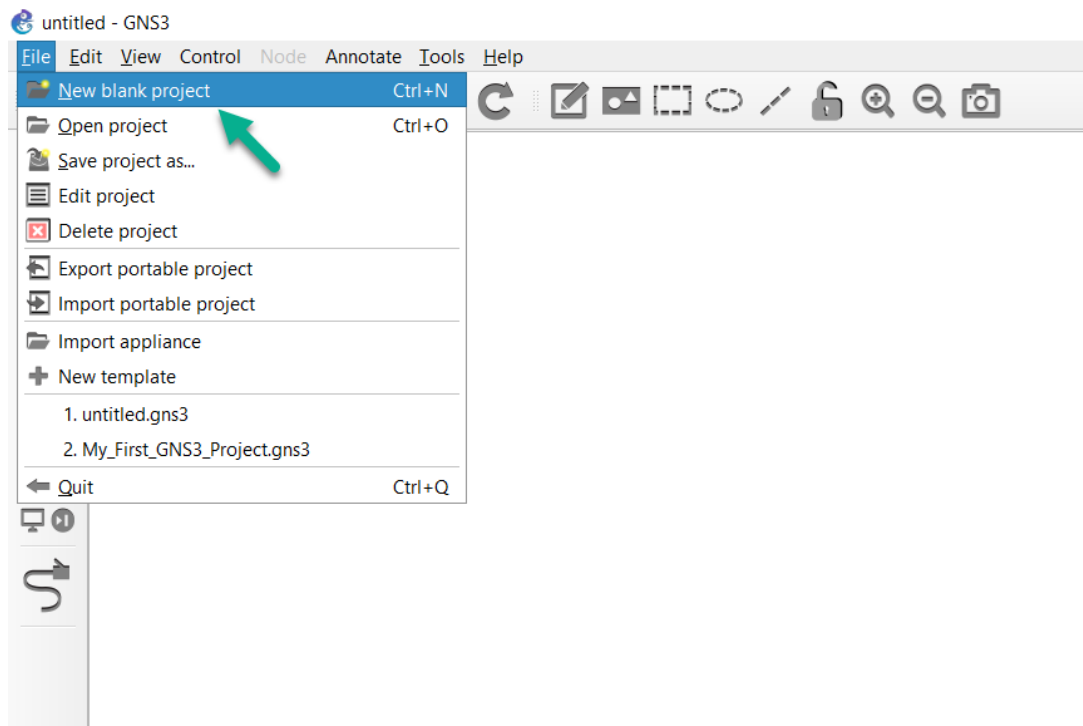 untitled - GNS3
File Edit View Control Node Annotate Tools Help
New blank project Ctrl+N
Open project Ctrl+O
Save project as...
Edit project
Delete project
Export portable project
Import portable project
Import appliance
New template
1. untitled.gns3
2. My_First_GNS3_Project.gns3
Quit Ctrl+Q